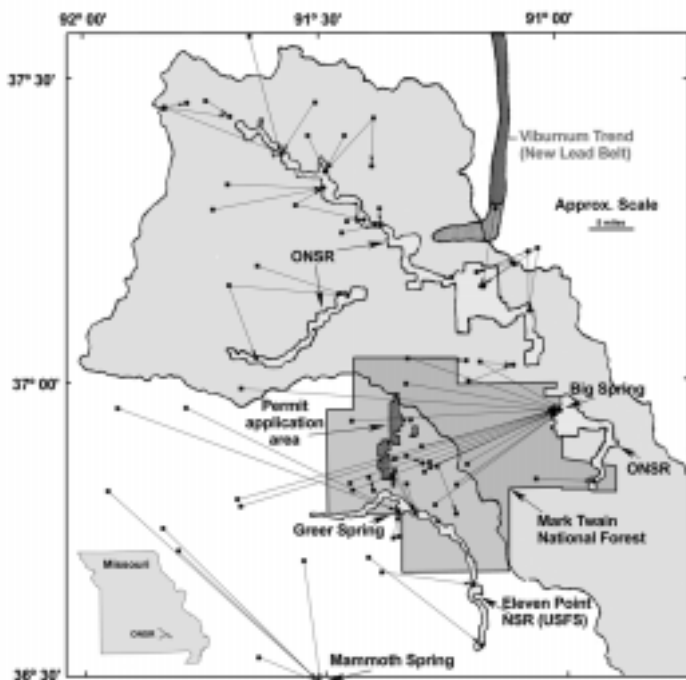 92° 00'
91° 30'
91° 00'
37° 30'
Viburnum Trend
(New Lead Belt)
Approx. Scale
5 miles
ONSR
37° 00'
Big Spring
Permit
application
area
ONSR
Greer Spring
Mark Twain
National Forest
Missouri
ONSR
Eleven Point
NSR (USFS)
Mammoth Spring
36° 30'